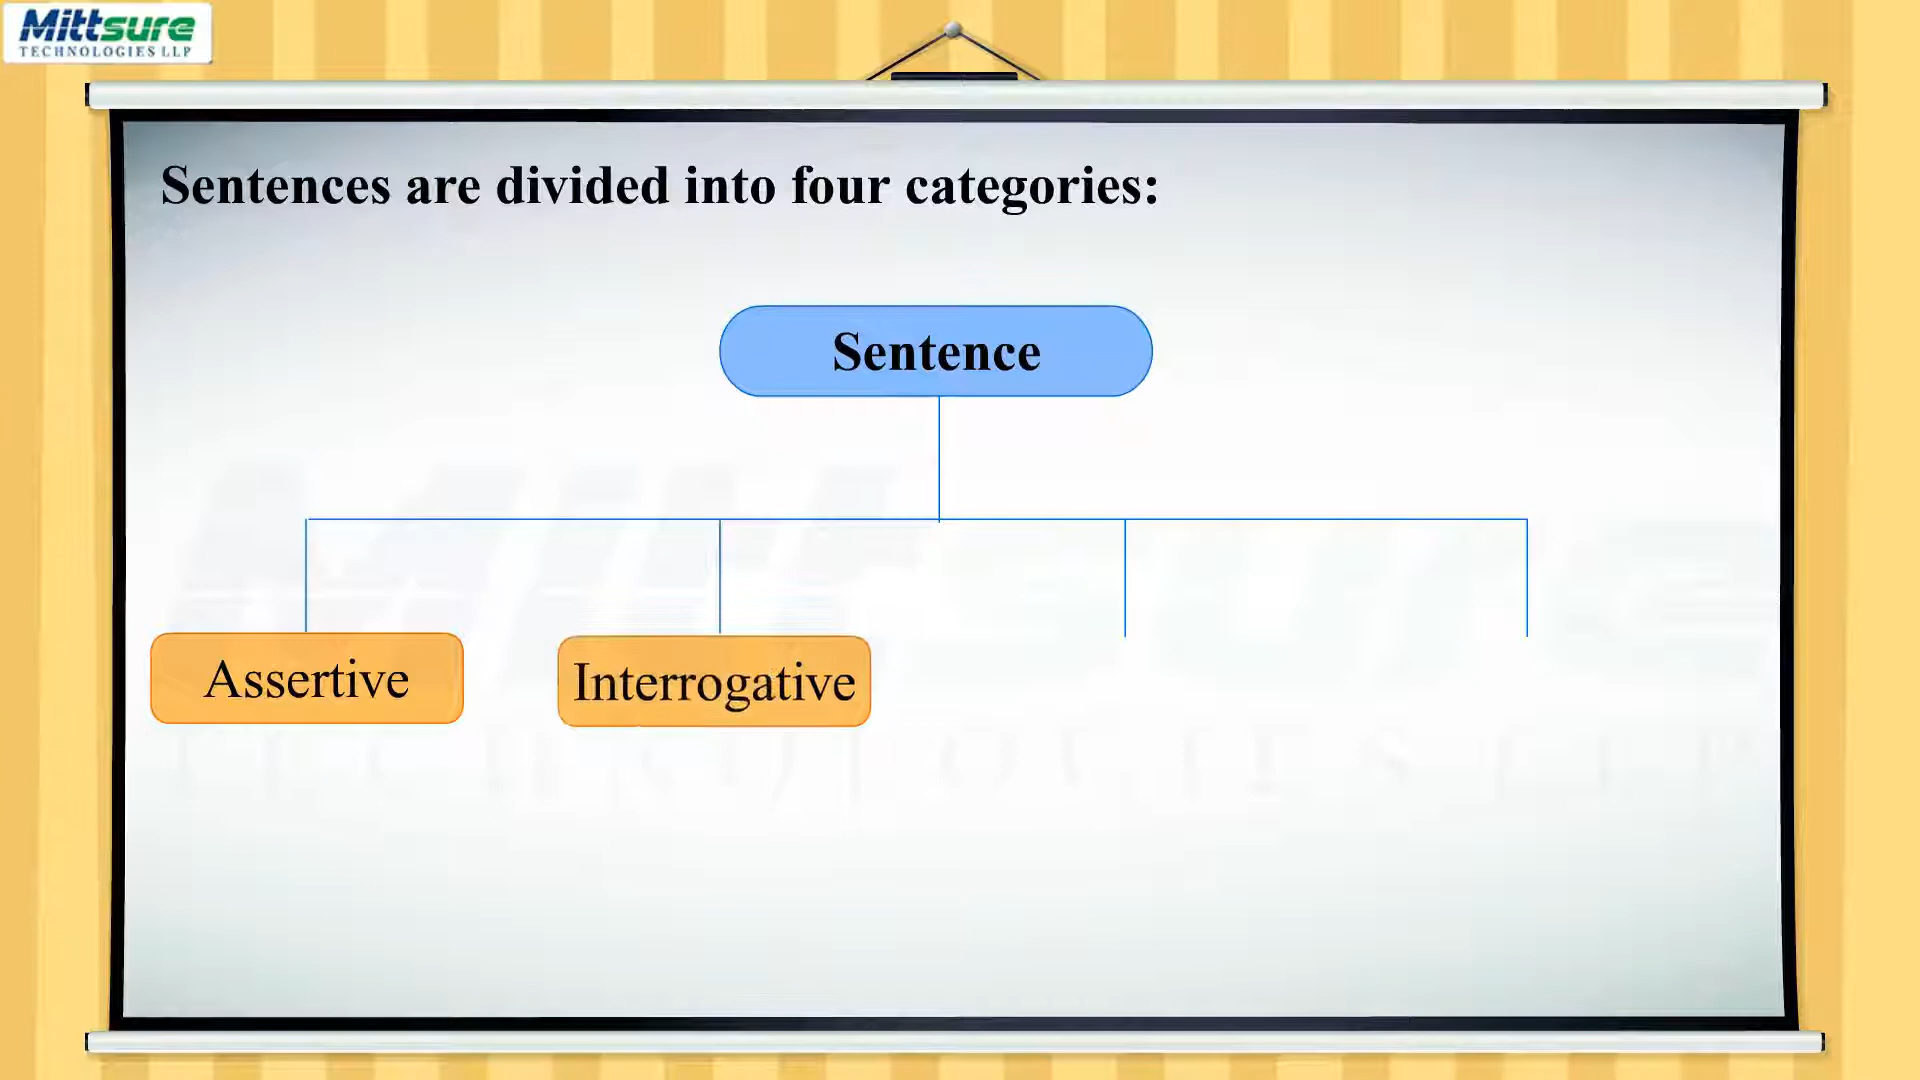 Mittsure
TECHNOLOGIES LLP
Sentences are divided into four categories:
Sentence
Assertive
Interrogative